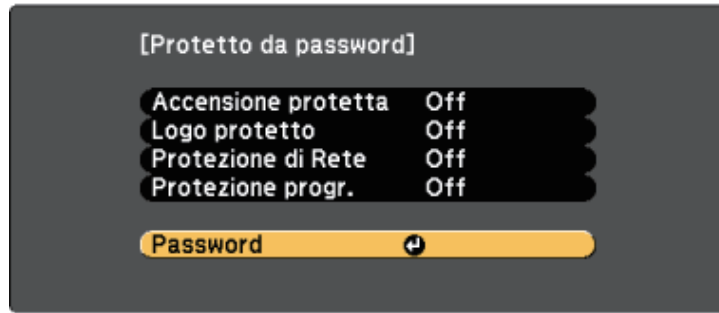 [Protetto da password]
Accensione protetta Off
Logo protetto Off
Protezione di Rete Off
Protezione progr. Off
Password